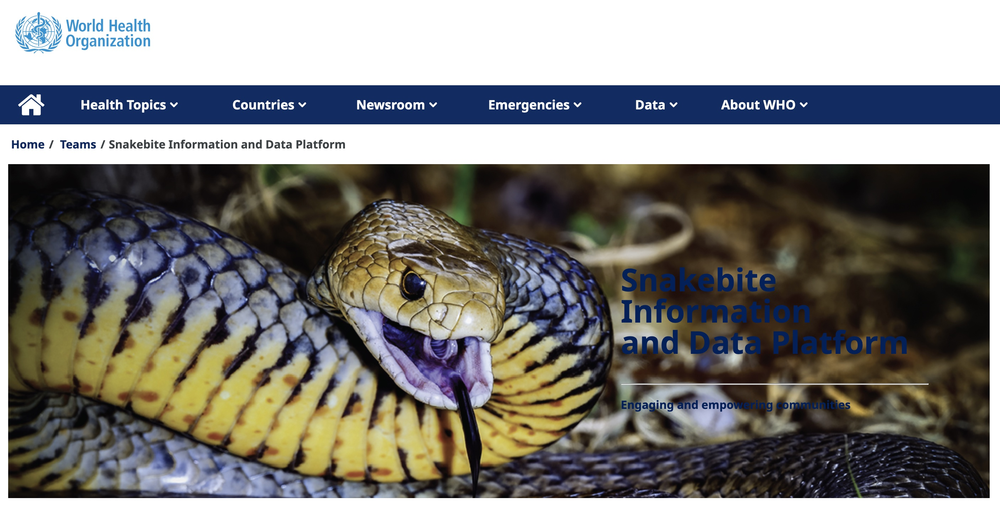 World Health
Organization
Health Topics
Countries
Newsroom
Emergencies
Data
About WHO
Home / Teams / Snakebite Information and Data Platform
Snakebite
Information
and Data Platform
Engaging and empowering communities